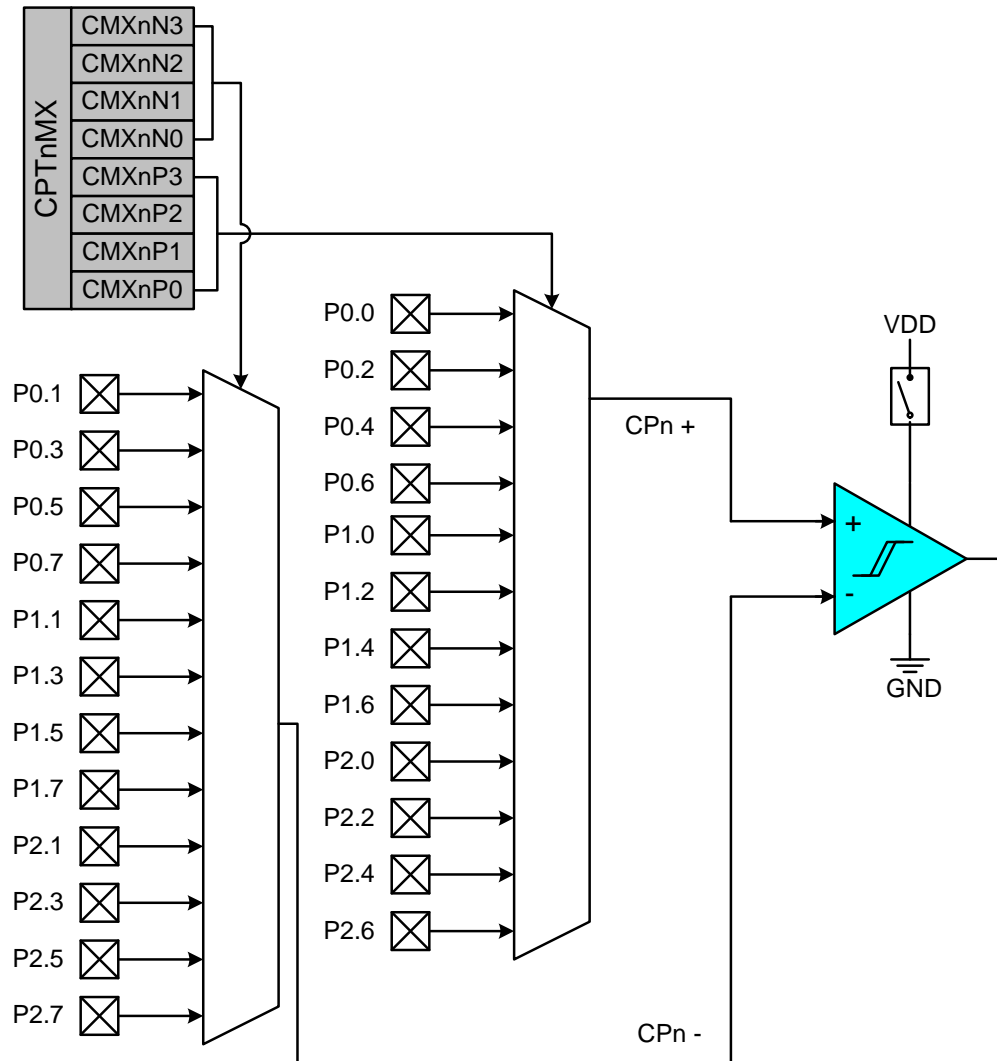 CPTnMX
CMXnN3
CMXnN2
CMXnN1
CMXnN0
CMXnP3
CMXnP2
CMXnP1
CMXnP0
P0.1
P0.3
P0.5
P0.7
P1.1
P1.3
P1.5
P1.7
P2.1
P2.3
P2.5
P2.7
P0.0
P0.2
P0.4
P0.6
P1.0
P1.2
P1.4
P1.6
P2.0
P2.2
P2.4
P2.6
CPn +
CPn -
VDD
+
-
GND